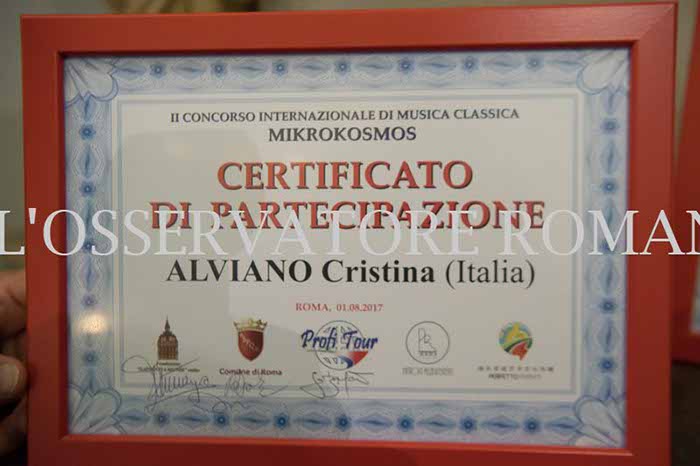 II CONCORSO INTERNAZIONALE DI MUSICA CLASSICA
MIKROKOSMOS
CERTIFICATO
DI PARTECIPAZIONE
L'OSSERVATORE ROMAN
ALVIANO Cristina (Italia)
ROMA, 01.08.2017
Profi Tour
Comune di Roma